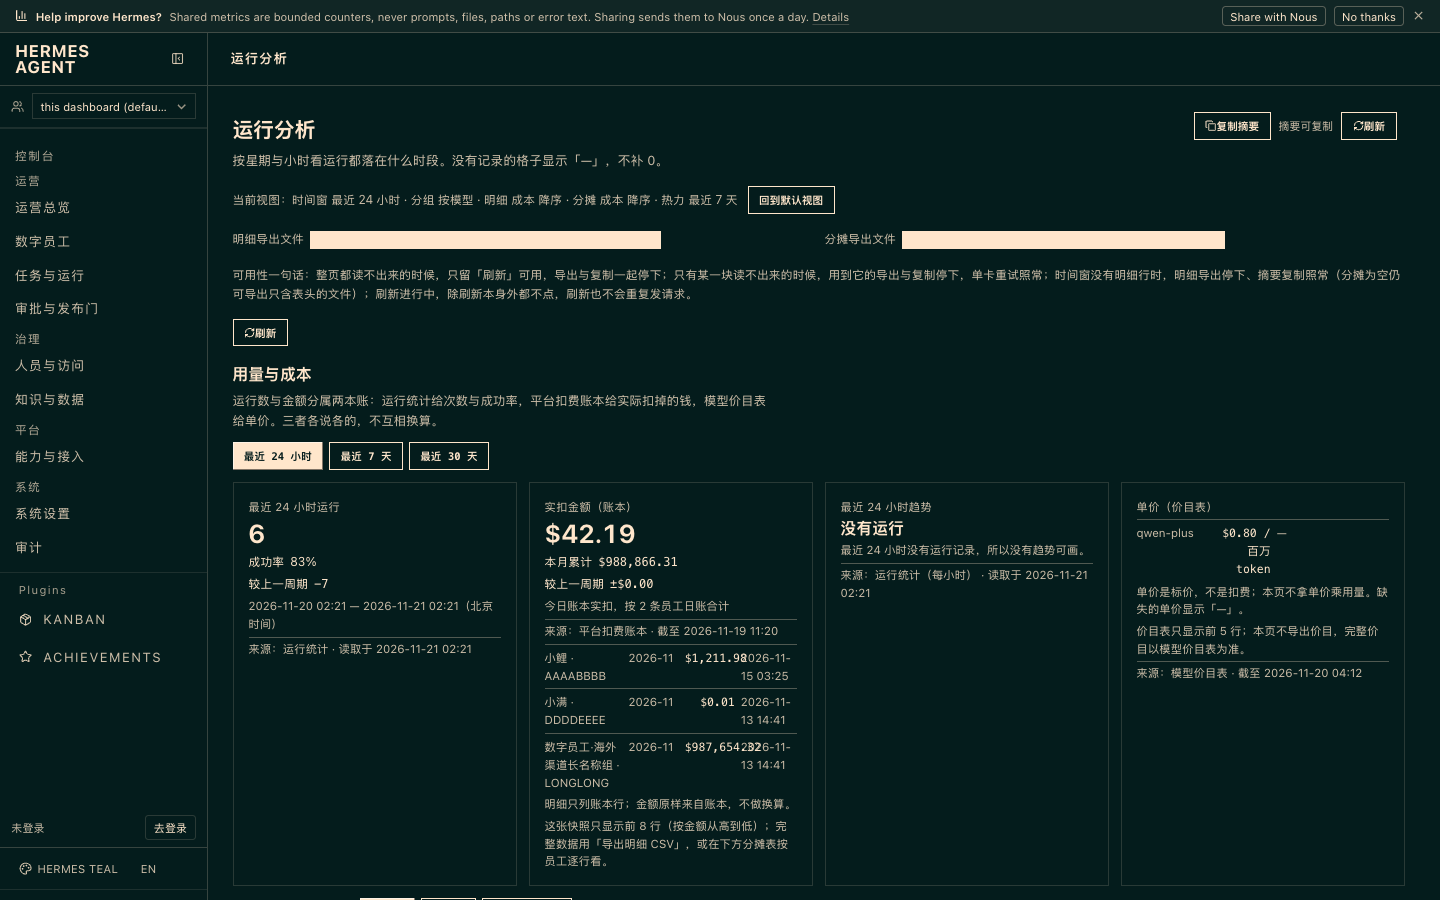 Help improve Hermes? Shared metrics are bounded counters, never prompts, files, paths or error text. Sharing sends them to Nous once a day. Details
Share with Nous
No thanks
HERMES
AGENT
this dashboard (defau...
控制台
运营
运营总览
数字员工
任务与运行
审批与发布门
治理
人员与访问
知识与数据
平台
能力与接入
系统
系统设置
审计
Plugins
KANBAN
ACHIEVEMENTS
未登录
去登录
HERMES TEAL
EN
运行分析
运行分析
复制摘要
摘要可复制
刷新
按星期与小时看运行都落在什么时段。没有记录的格子显示「—」，不补 0。
当前视图：时间窗 最近 24 小时 · 分组 按模型 · 明细 成本 降序 · 分摊 成本 降序 · 热力 最近 7 天
回到默认视图
明细导出文件
分摊导出文件
可用性一句话：整页都读不出来的时候，只留「刷新」可用，导出与复制一起停下；只有某一块读不出来的时候，用到它的导出与复制停下，单卡重试照常；时间窗没有明细行时，明细导出停下、摘要复制照常（分摊为空仍
可导出只含表头的文件）；刷新进行中，除刷新本身外都不点，刷新也不会重复发请求。
刷新
用量与成本
运行数与金额分属两本账：运行统计给次数与成功率，平台扣费账本给实际扣掉的钱，模型价目表
给单价。三者各说各的，不互相换算。
最近 24 小时
最近 7 天
最近 30 天
最近 24 小时运行
6
成功率 83%
较上一周期 −7
2026-11-20 02:21 — 2026-11-21 02:21（北京
时间）
来源：运行统计 · 读取于 2026-11-21 02:21
实扣金额（账本）
$42.19
本月累计 $988,866.31
较上一周期 ±$0.00
今日账本实扣，按 2 条员工日账合计
来源：平台扣费账本 · 截至 2026-11-19 11:20
小鲤 ·
AAAABBBB
2026-11
$1,211.98
2026-11-
15 03:25
小满 ·
DDDDEEEE
2026-11
$0.01
2026-11-
13 14:41
数字员工·海外
渠道长名称组 ·
LONGLONG
2026-11
$987,654.32
2026-11-
13 14:41
明细只列账本行；金额原样来自账本，不做换算。
这张快照只显示前 8 行（按金额从高到低）；完
整数据用「导出明细 CSV」，或在下方分摊表按
员工逐行看。
最近 24 小时趋势
没有运行
最近 24 小时没有运行记录，所以没有趋势可画。
来源：运行统计（每小时） · 读取于 2026-11-21
02:21
单价（价目表）
qwen-plus
$0.80 /
百万
token
—
单价是标价，不是扣费；本页不拿单价乘用量。缺
失的单价显示「—」。
价目表只显示前 5 行；本页不导出价目，完整价
目以模型价目表为准。
来源：模型价目表 · 截至 2026-11-20 04:12